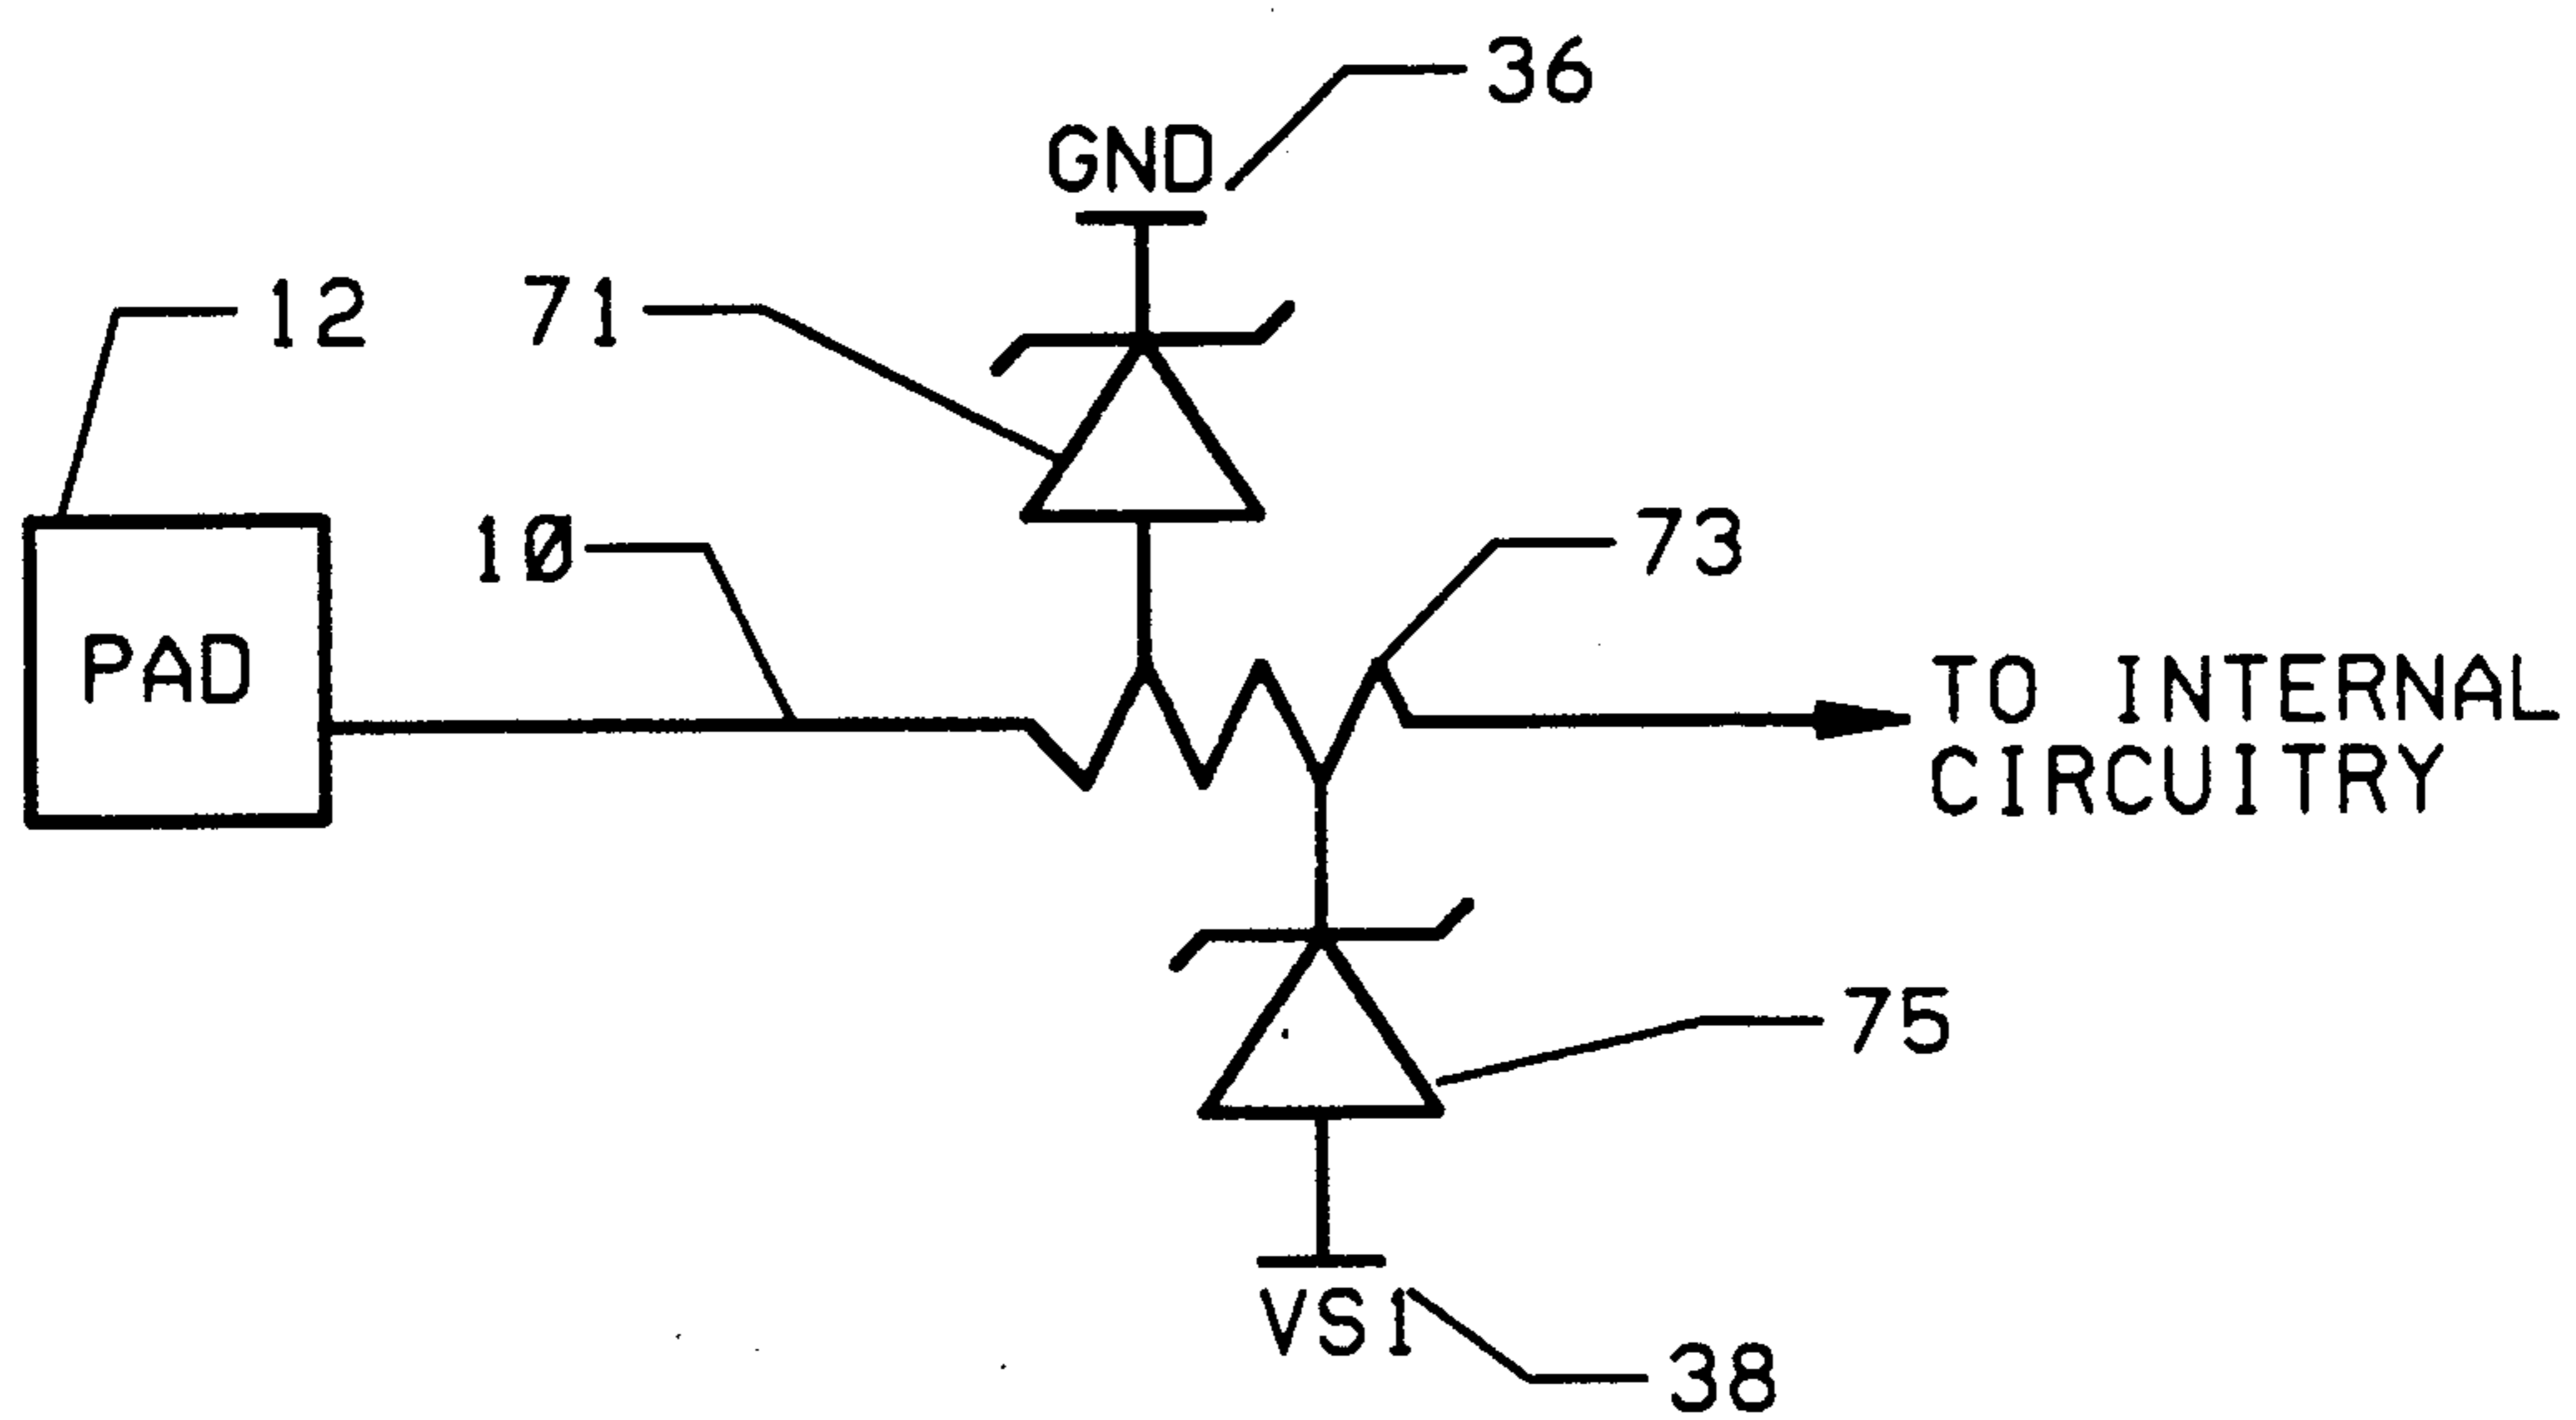 36
GND
12
71
10
73
PAD
TO INTERNAL
CIRCUITRY
75
VS1
38